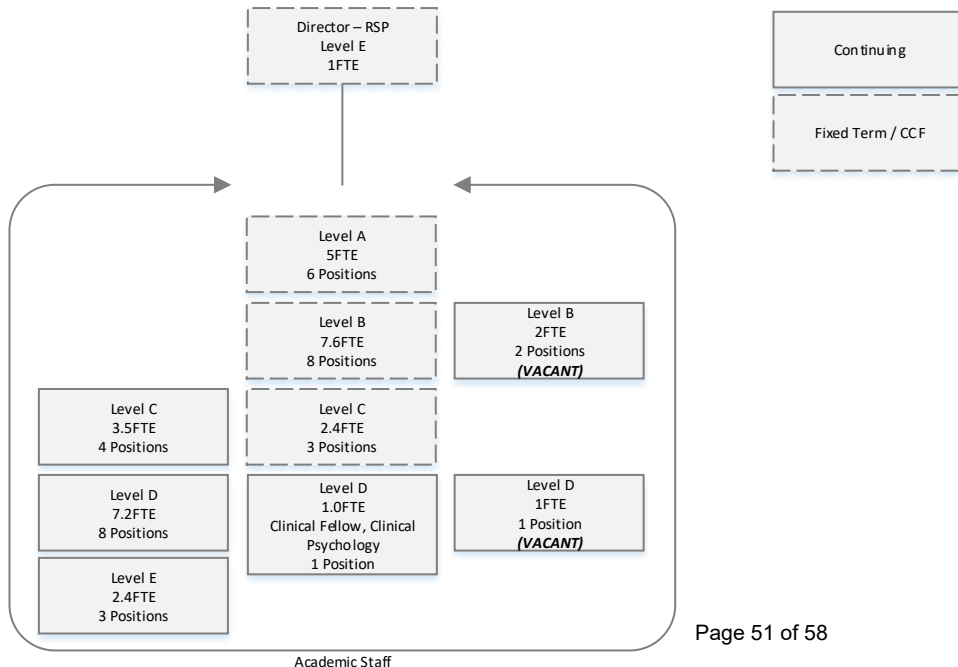 Director – RSP
Level E
1FTE
Continuing
Fixed Term / CCF
Level A
5FTE
6 Positions
Level B
7.6FTE
8 Positions
Level B
2FTE
2 Positions
(VACANT)
Level C
3.5FTE
4 Positions
Level C
2.4FTE
3 Positions
Level D
7.2FTE
8 Positions
Level D
1.0FTE
Clinical Fellow, Clinical
Psychology
1 Position
Level D
1FTE
1 Position
(VACANT)
Level E
2.4FTE
3 Positions
Page 51 of 58
Academic Staff